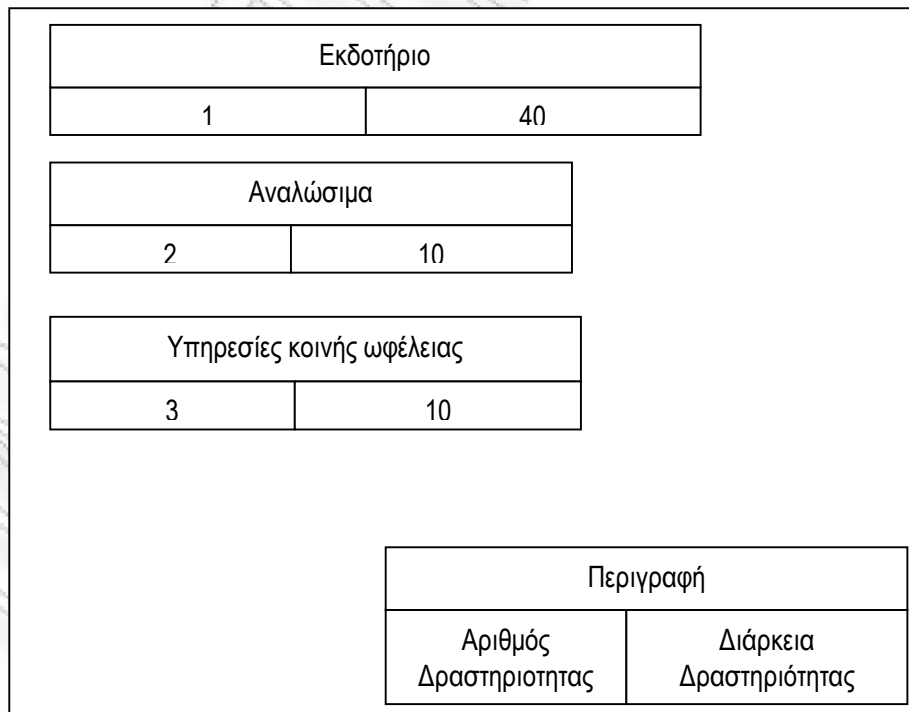 Εκδοτήριο
1 40
Αναλώσιμα
2 10
Υπηρεσίες κοινής ωφέλειας
3 10
Περιγραφή
Αριθμός Διάρκεια
Δραστηριοτητας Δραστηριότητας